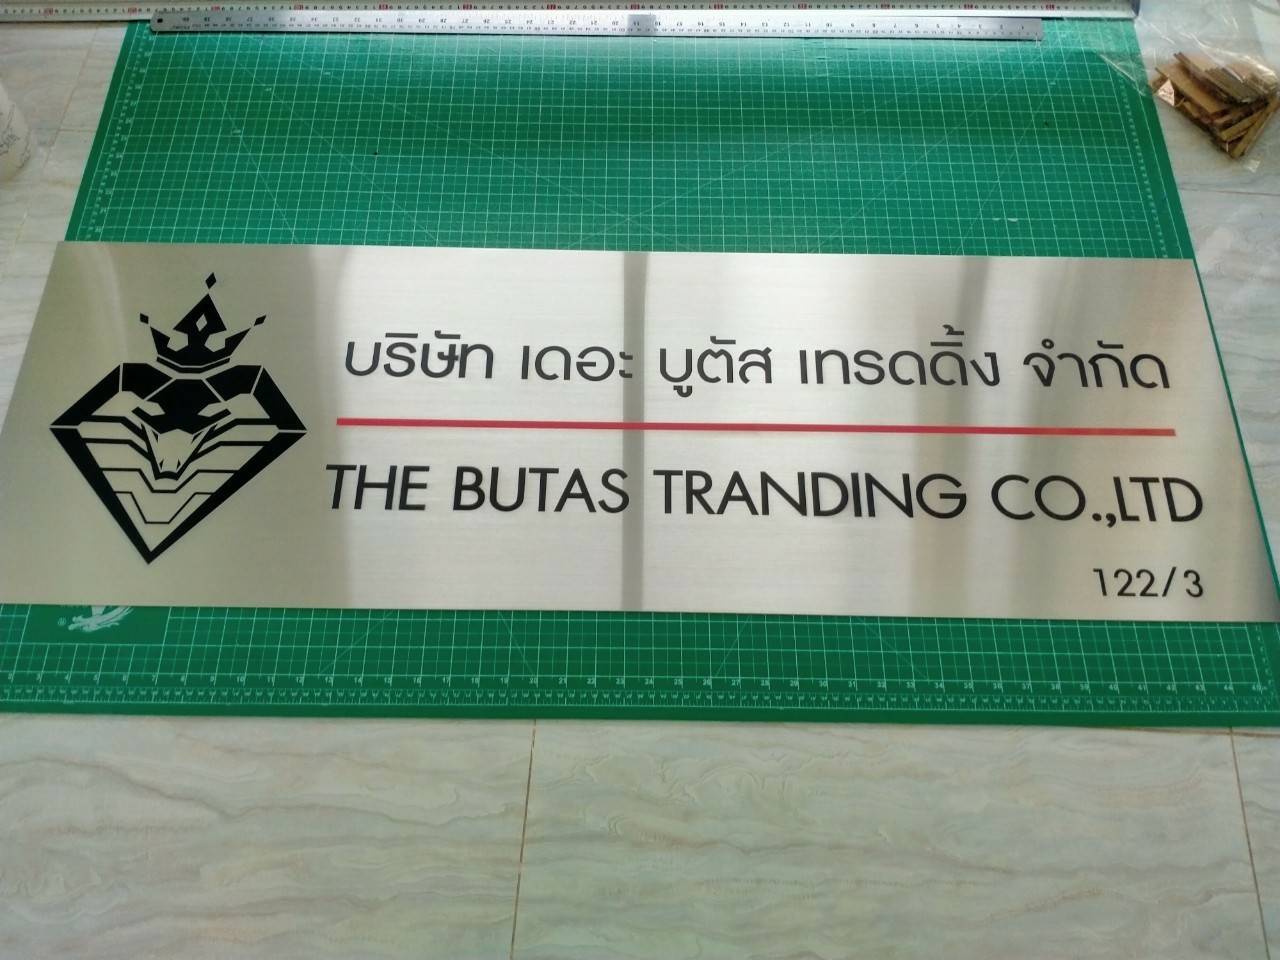 บริษัท เดอะ บูตัส เทรดดิ้ง จำกัด
THE BUTAS TRANDING CO.,LTD
122/3